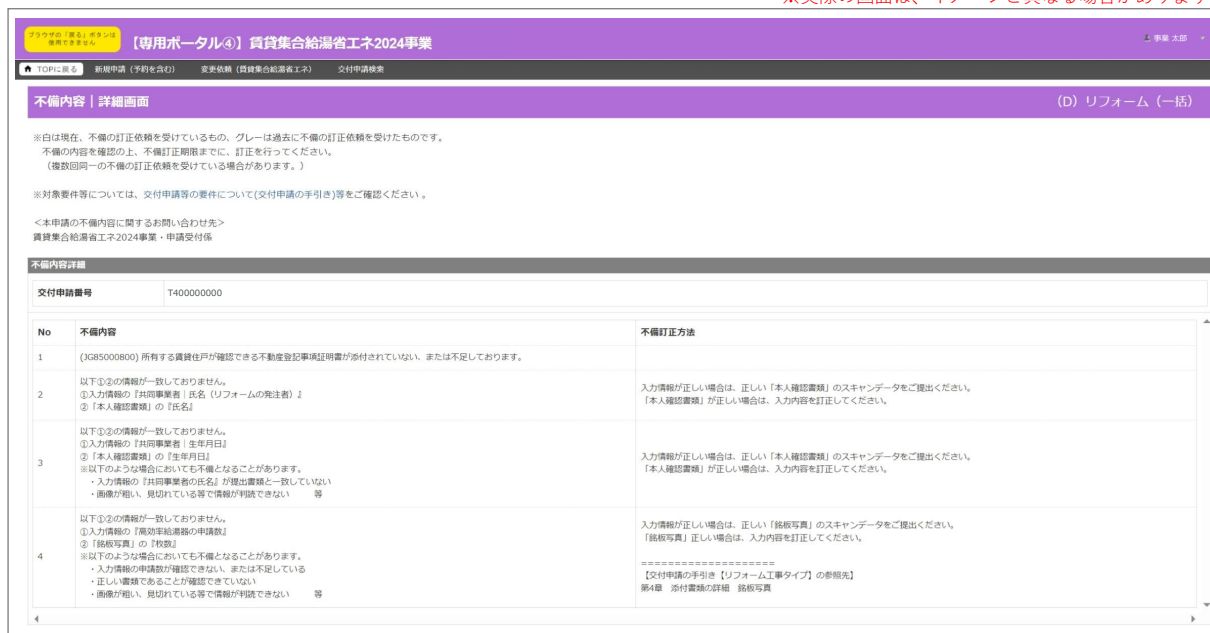 ※実際の画面は、イメージと異なる場合があります
ブラウザの「戻る」ボタンは
使用できません
【専用ポータル④】賃貸集合給湯省エネ2024事業
事業 太郎
TOPに戻る 新規申請（予約を含む） 変更依頼（賃貸集合給湯省エネ） 交付申請検索
不備内容｜詳細画面
（D）リフォーム（一括）
※白は現在、不備の訂正依頼を受けているもの、グレーは過去に不備の訂正依頼を受けたものです。
不備の内容を確認の上、不備訂正期限までに、訂正を行ってください。
（複数回同一の不備の訂正依頼を受けている場合があります。）
※対象要件等については、交付申請等の要件について(交付申請の手引き)等をご確認ください 。
＜本申請の不備内容に関するお問い合わせ先＞
賃貸集合給湯省エネ2024事業・申請受付係
不備内容詳細
交付申請番号 T400000000
No 不備内容 不備訂正方法
1 (JG85000800) 所有する賃貸住戸が確認できる不動産登記事項証明書が添付されていない、または不足しております。
2
以下①②の情報が一致しておりません。
①入力情報の『共同事業者｜氏名（リフォームの発注者）』
②「本人確認書類」の『氏名』
入力情報が正しい場合は、正しい「本人確認書類」のスキャンデータをご提出ください。
「本人確認書類」が正しい場合は、入力内容を訂正してください。
3
以下①②の情報が一致しておりません。
①入力情報の『共同事業者｜生年月日』
②「本人確認書類」の『生年月日』
※以下のような場合においても不備となることがあります。
・入力情報の『共同事業者の氏名』が提出書類と一致していない
・画像が粗い、見切れている等で情報が判読できない 等
入力情報が正しい場合は、正しい「本人確認書類」のスキャンデータをご提出ください。
「本人確認書類」が正しい場合は、入力内容を訂正してください。
4
以下①②の情報が一致しておりません。
①入力情報の『高効率給湯器の申請数』
②「銘板写真」の『枚数』
※以下のような場合においても不備となることがあります。
・入力情報の申請数が確認できない、または不足している
・正しい書類であることが確認できていない
・画像が粗い、見切れている等で情報が判読できない 等
入力情報が正しい場合は、正しい「銘板写真」のスキャンデータをご提出ください。
「銘板写真」正しい場合は、入力内容を訂正してください。
====================
【交付申請の手引き【リフォーム工事タイプ】の参照先】
第4章 添付書類の詳細 銘板写真